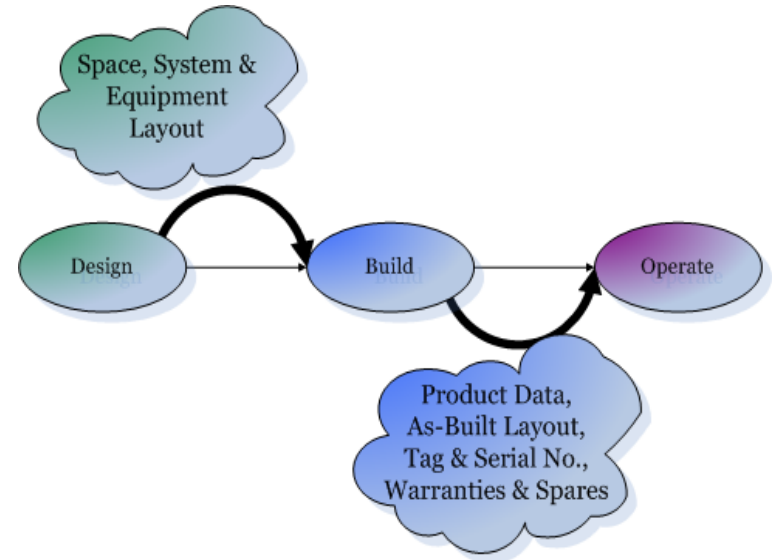 Space, System &
Equipment
Layout
Design
Build
Operate
Product Data,
As-Built Layout,
Tag & Serial No.,
Warranties & Spares